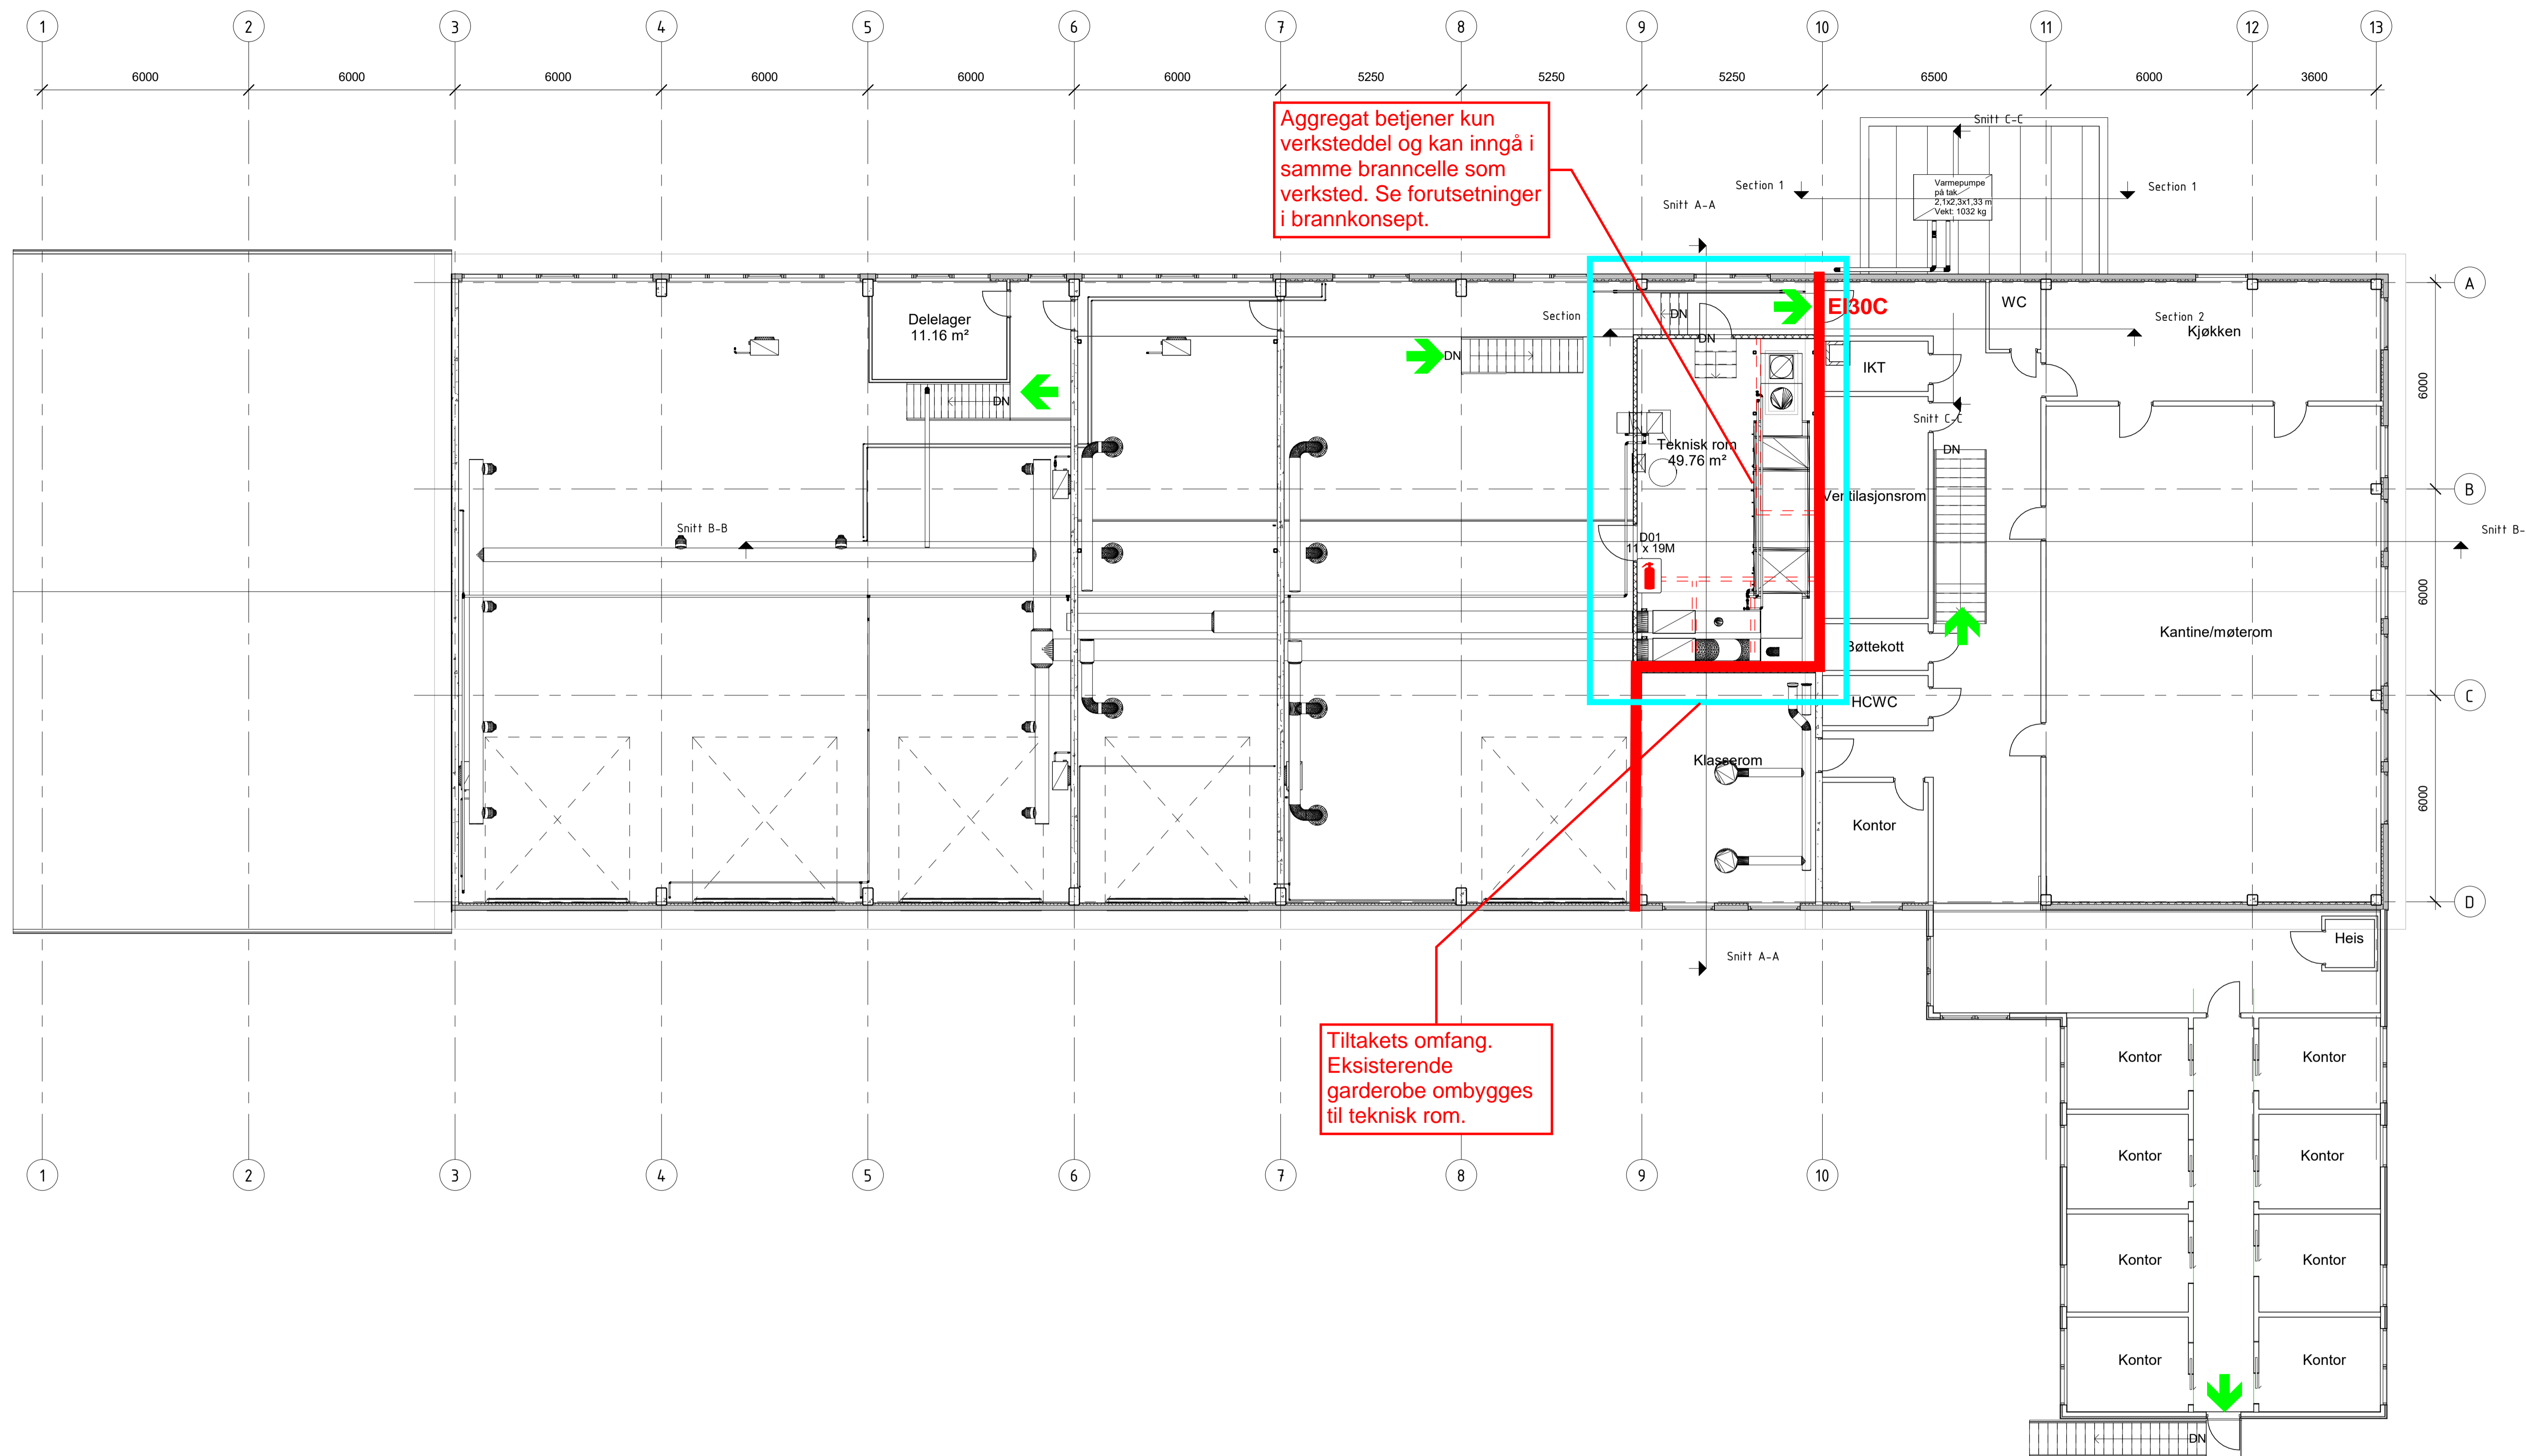 1 2 3 4 5 6 7 8 9 10 11 12 13
6000 6000 6000 6000 6000 6000 5250 5250 5250 6500 6000 3600
Aggregat betjener kun
verksteddel og kan inngå i
samme branncelle som
verksted. Se forutsetninger
i brannkonsept.
Snitt C-C
Section 1
Section 1
Varmepumpe
på tak
2,1x2,3x1,33 m
Vekt: 1032 kg
Snitt A-A
A
EI30C
WC
Delelager
11.16 m²
Section
DN
Section 2
Kjøkken
DN
DN
IKT
6000
DN
Snitt C-C
Teknisk rom
49.76 m²
DN
Ventilasjonsrom
B
Snitt B-B
Snitt B-
D01
11 x 19M
6000
Kantine/møterom
Bøttekott
HCWC
C
Klasserom
6000
Kontor
D
Heis
Snitt A-A
Tiltakets omfang.
Eksisterende
garderobe ombygges
til teknisk rom.
Kontor
Kontor
Kontor
Kontor
1 2 3 4 5 6 7 8 9 10
Kontor
Kontor
Kontor
Kontor
DN